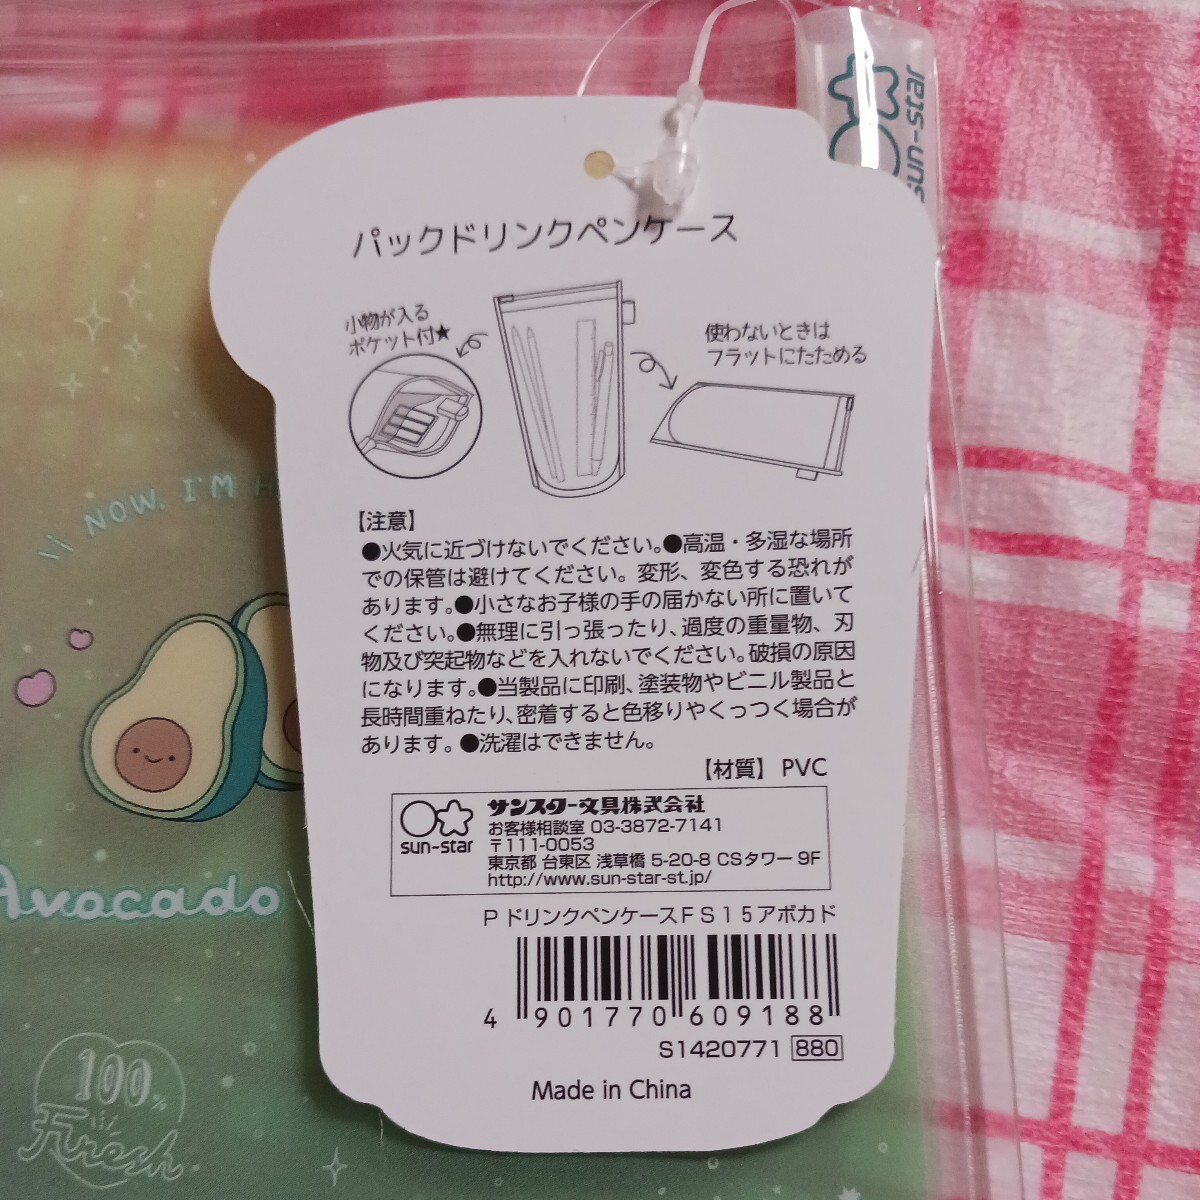 sun-star
パックドリンクペンケース
小物が入る
ポケット付★
使わないときは
フラットにたためる
【注意】
●火気に近づけないでください。●高温・多湿な場所
での保管は避けてください。変形、変色する恐れが
あります。●小さなお子様の手の届かない所に置いて
ください。●無理に引っ張ったり、過度の重量物、刃
物及び突起物などを入れないでください。破損の原因
になります。●当製品に印刷、塗装物やビニル製品と
長時間重ねたり、密着すると色移りやくっつく場合が
あります。●洗濯はできません。
【材質】 PVC
sun-star
サンスター文具株式会社
お客様相談室 03-3872-7141
〒111-0053
東京都 台東区 浅草橋 5-20-8 CSタワー 9F
http://www.sun-star-st.jp/
P ドリンクペンケースFS15アボカド
4 901770 609188
S1420771 880
Made in China
NOW, I'M
Avocado
100%
Fresh.